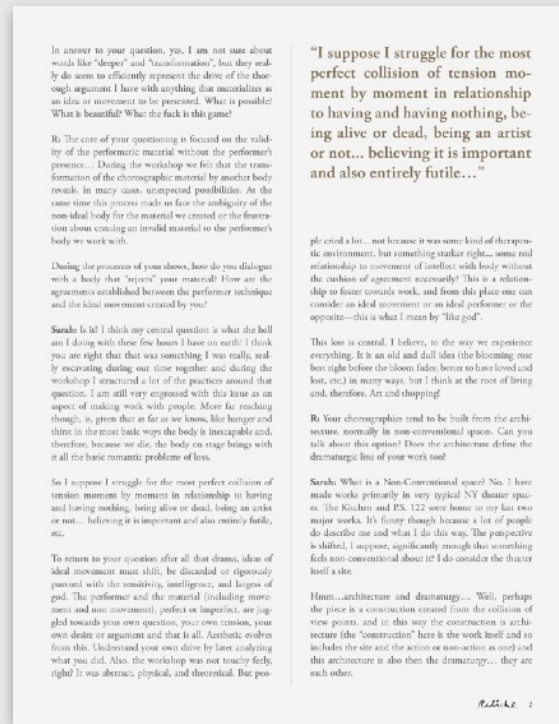 In answer to your question, yes, I am not sure about
words like "deeper" and "transformation", but they real-
ly do seem to efficiently represent the drive of the thor-
ough argument I have with anything that materializes as
an idea or movement to be presented. What is possible?
What is beautiful? What the fuck is this game?
R: The core of your questioning is focused on the valid-
ity of the performatic material without the performer's
presence… During the workshop we felt that the trans-
formation of the choreographic material by another body
reveals, in many cases, unexpected possibilities. At the
same time this process made us face the ambiguity of the
non-ideal body for the material we created or the frustra-
tion about creating an invalid material to the performer's
body we work with.
During the processes of your shows, how do you dialogue
with a body that "rejects" your material? How are the
agreements established between the performer technique
and the ideal movement created by you?
Sarah: Is it? I think my central question is what the hell
am I doing with these few hours I have on earth! I think
you are right that that was something I was really, real-
ly excavating during our time together and during the
workshop I structured a lot of the practices around that
question. I am still very engrossed with this issue as an
aspect of making work with people. More far reaching
though, is, given that as far as we know, like hunger and
thirst in the most basic ways the body is inescapable and,
therefore, because we die, the body on stage brings with
it all the basic romantic problems of loss.
So I suppose I struggle for the most perfect collision of
tension moment by moment in relationship to having
and having nothing, being alive or dead, being an artist
or not… believing it is important and also entirely futile,
etc.
To return to your question after all that drama, ideas of
ideal movement must shift, be discarded or rigorously
pursued with the sensitivity, intelligence, and largess of
god. The performer and the material (including move-
ment and non movement), perfect or imperfect, are jug-
gled towards your own question, your own tension, your
own desire or argument and that is all. Aesthetic evolves
from this. Understand your own drive by later analyzing
what you did. Also, the workshop was not touchy feely,
right? It was abstract, physical, and theoretical. But peo-
"I suppose I struggle for the most
perfect collision of tension mo-
ment by moment in relationship
to having and having nothing, be-
ing alive or dead, being an artist
or not... believing it is important
and also entirely futile…"
ple cried a lot… not because it was some kind of therapeu-
tic environment, but something starker right… some real
relationship to movement of intellect with body without
the cushion of agreement necessarily? This is a relation-
ship to foster towards work, and from this place one can
consider an ideal movement or an ideal performer or the
opposite—this is what I mean by "like god".
This loss is central, I believe, to the way we experience
everything. It is an old and dull idea (the blooming rose
best right before the bloom fades; better to have loved and
lost, etc.) in many ways, but I think at the root of living
and, therefore, Art and shopping!
R: Your choreographies tend to be built from the archi-
tecture, normally in non-conventional spaces. Can you
talk about this option? Does the architecture define the
dramaturgic line of your work too?
Sarah: What is a Non-Conventional space? No. I have
made works primarily in very typical NY theater spac-
es. The Kitchen and P.S. 122 were home to my last two
major works. It's funny though because a lot of people
do describe me and what I do this way. The perspective
is shifted, I suppose, significantly enough that something
feels non-conventional about it? I do consider the theater
itself a site.
Hmm…architecture and dramaturgy… Well, perhaps
the piece is a construction created from the collision of
view points, and in this way the construction is archi-
tecture (the "construction" here is the work itself and so
includes the site and the action or non-action as one) and
this architecture is also then the dramaturgy… they are
each other.
2